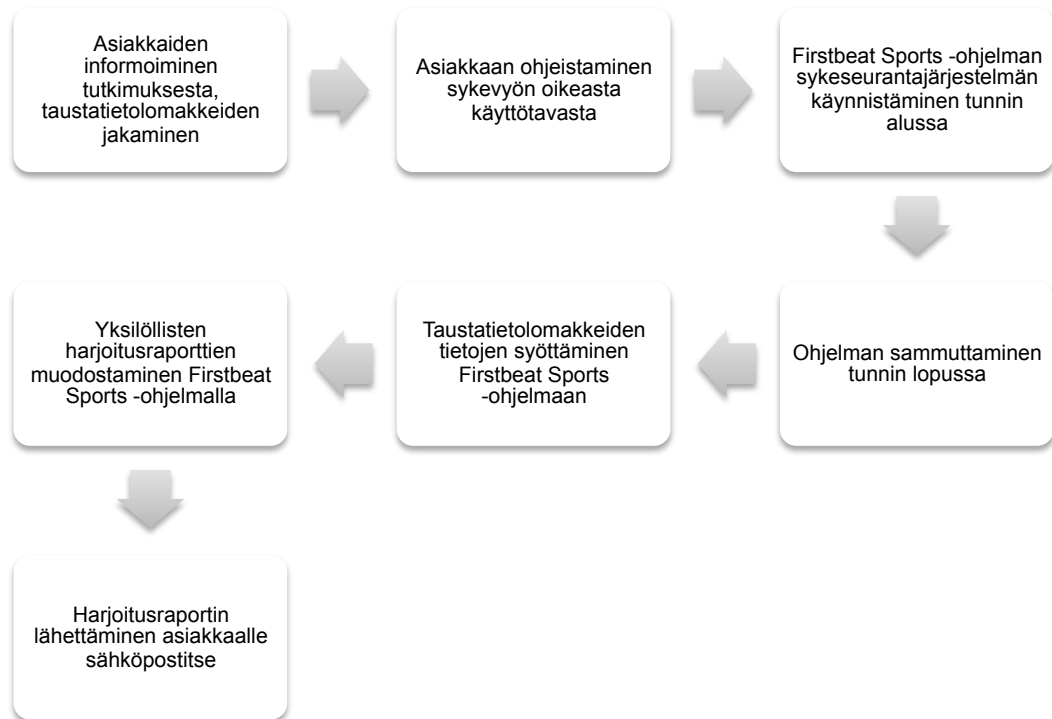 Asiakkaiden
informoiminen
tutkimuksesta,
taustatietolomakkeiden
jakaminen
Asiakkaan ohjeistaminen
sykevyön oikeasta
käyttötavasta
Firstbeat Sports -ohjelman
sykeseurantajärjestelmän
käynnistäminen tunnin
alussa
Ohjelman sammuttaminen
tunnin lopussa
Taustatietolomakkeiden
tietojen syöttäminen
Firstbeat Sports
-ohjelmaan
Yksilöllisten
harjoitusraporttien
muodostaminen Firstbeat
Sports -ohjelmalla
Harjoitusraportin
lähettäminen asiakkaalle
sähköpostitse